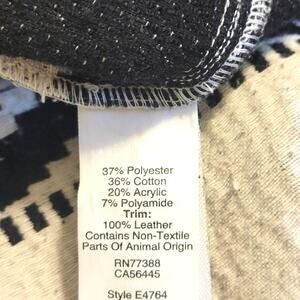 37% Polyester
36% Cotton
20% Acrylic
7% Polyamide
Trim:
100% Leather
Contains Non-Textile
Parts Of Animal Origin
RN77388
CA56445
Style E4764